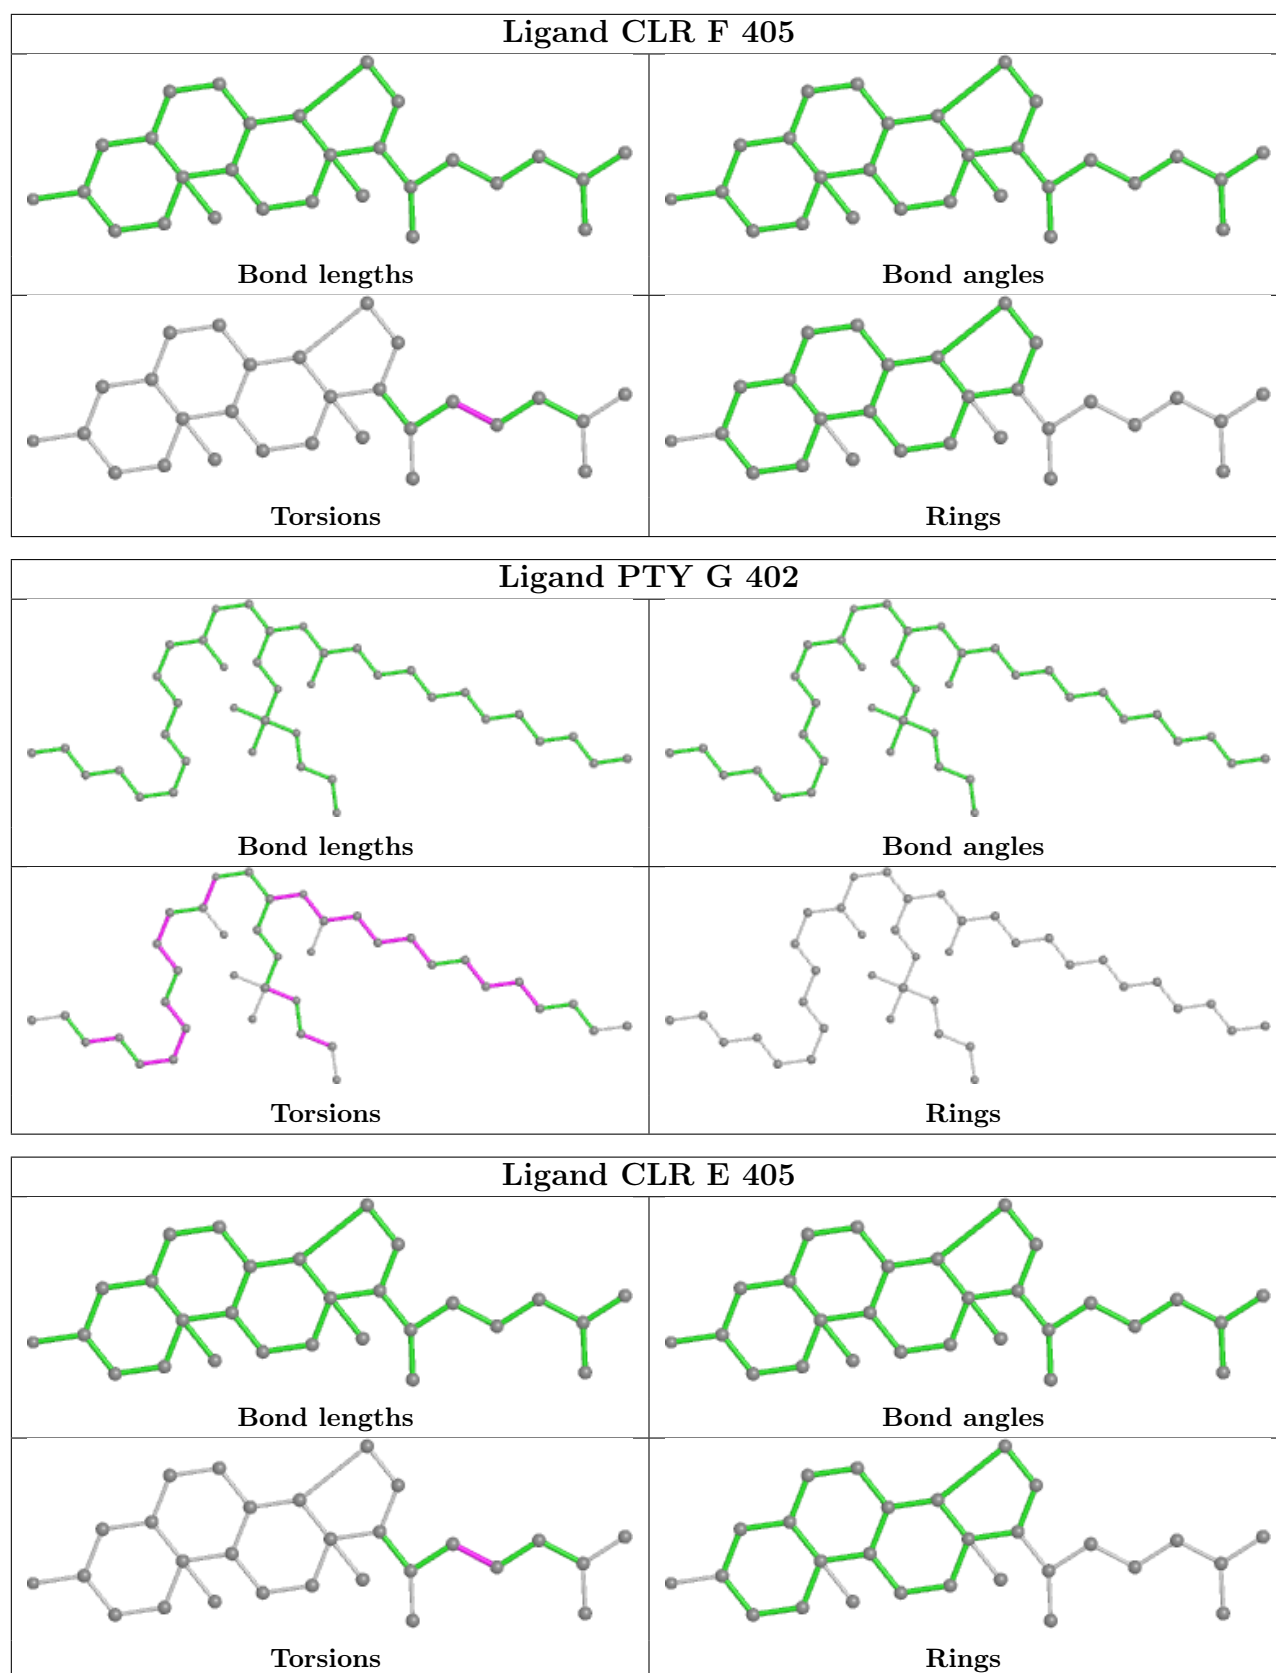 Ligand CLR F 405
Bond lengths
Bond angles
Torsions
Rings
Ligand PTY G 402
Bond lengths
Bond angles
Torsions
Rings
Ligand CLR E 405
Bond lengths
Bond angles
Torsions
Rings